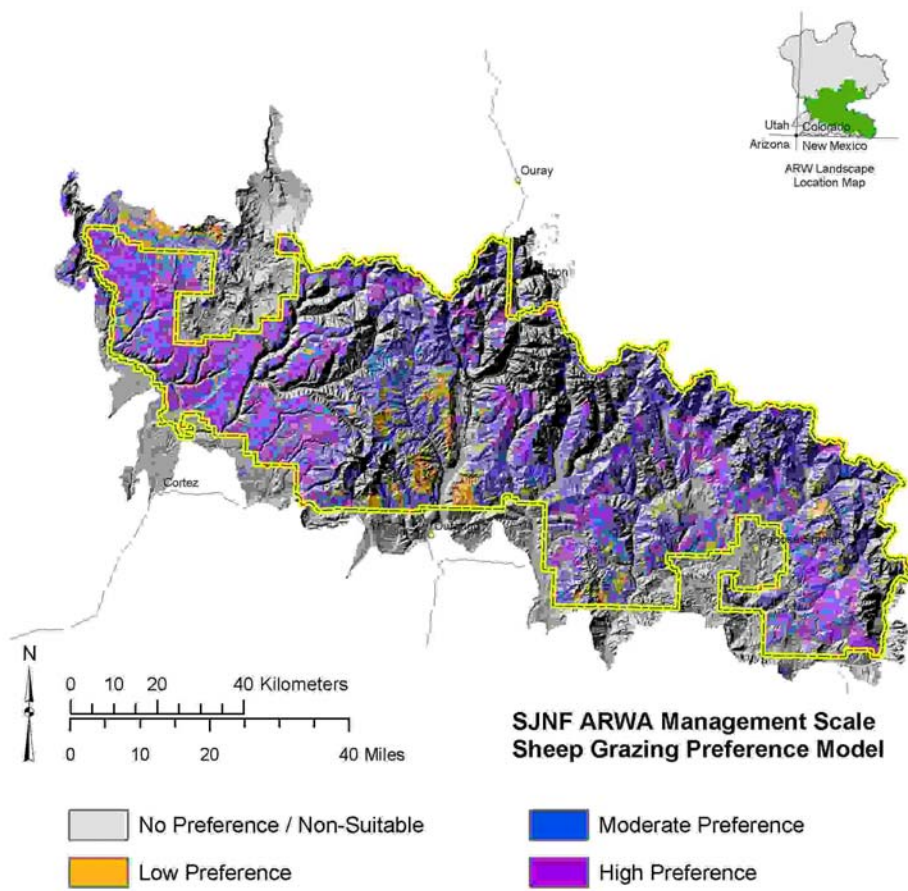 Utah
Colorado
Arizona
New Mexico
ARW Landscape
Location Map
Ouray
Cortez
Pagosa Springs
N
0 10 20 40 Kilometers
0 10 20 40 Miles
SJNF ARWA Management Scale
Sheep Grazing Preference Model
No Preference / Non-Suitable
Moderate Preference
Low Preference
High Preference